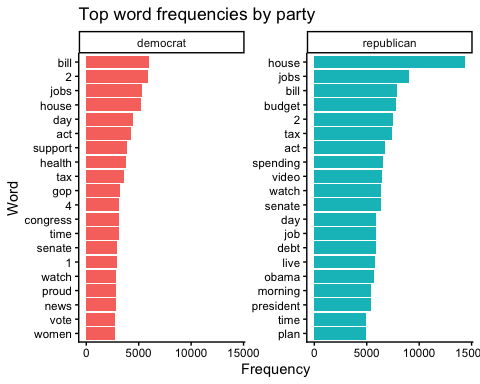 Top word frequencies by party
democrat
republican
Word
bill
2
jobs
house
day
act
support
health
tax
gop
4
congress
time
senate
1
watch
proud
news
vote
women
0
5000
10000
15000
house
jobs
bill
budget
2
tax
act
spending
video
watch
senate
day
job
debt
live
obama
morning
president
time
plan
0
5000
10000
1500
Frequency